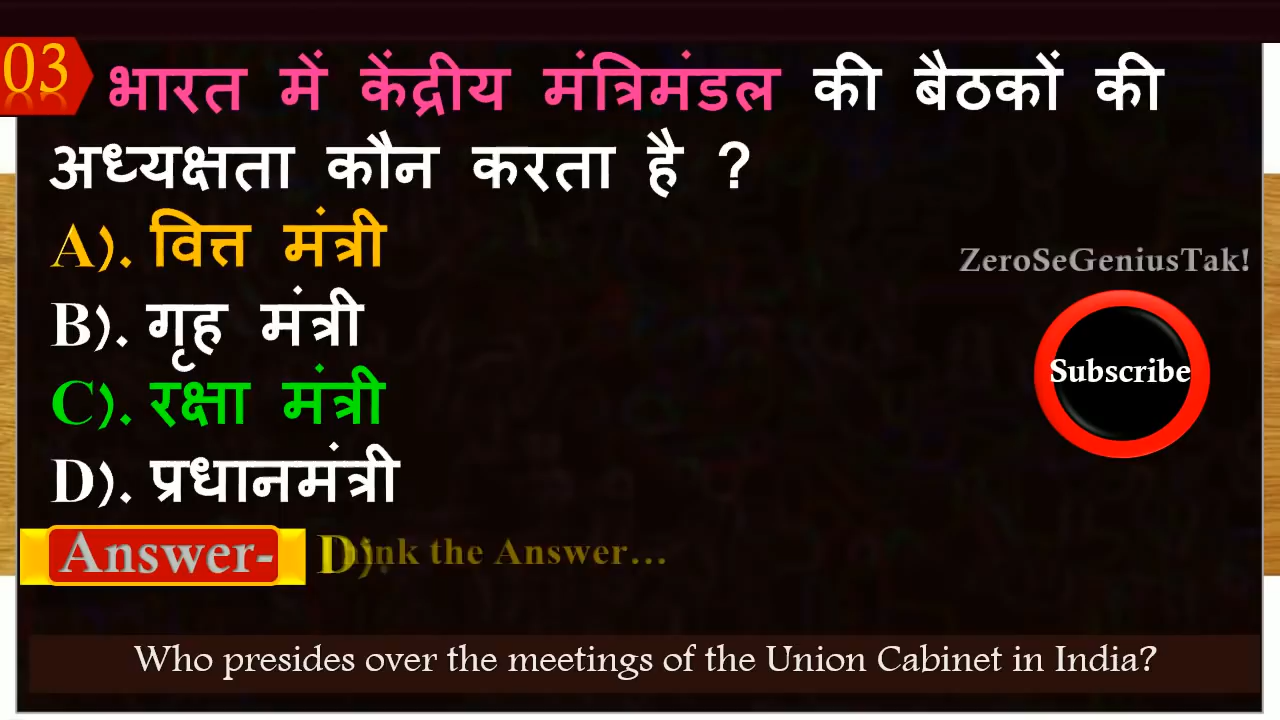 03
भारत में केंद्रीय मंत्रिमंडल की बैठकों की
अध्यक्षता कौन करता है ?
A). वित्त मंत्री
ZeroSeGeniusTak!
B). गृह मंत्री
Subscribe
C). रक्षा मंत्री
D). प्रधानमंत्री
Answer- D). the Answer...
Who presides over the meetings of the Union Cabinet in India?